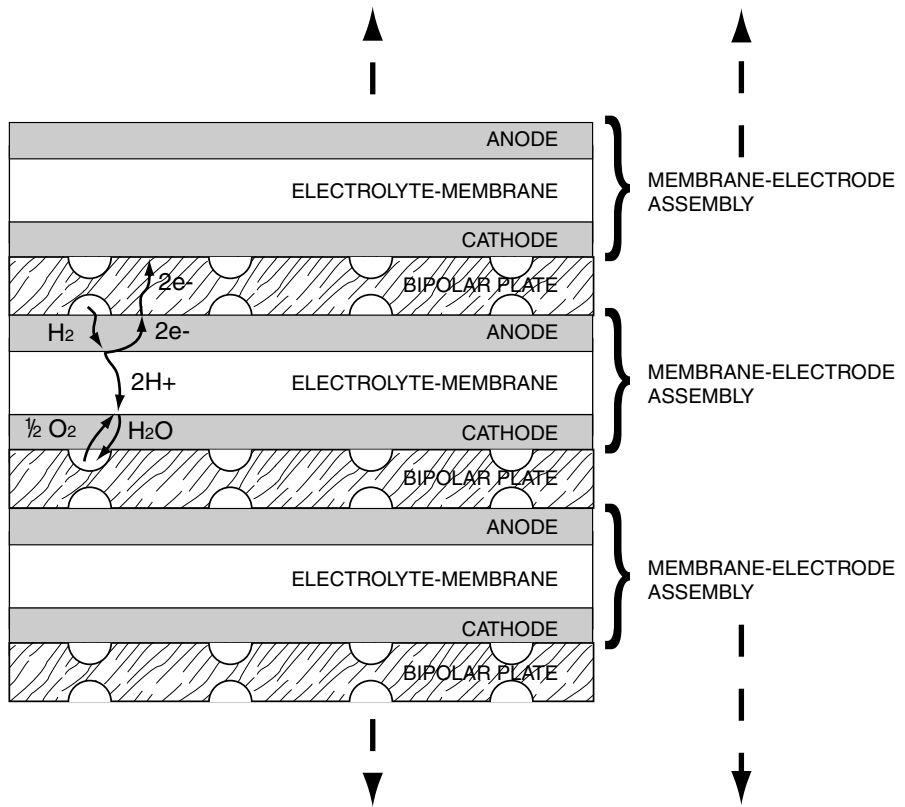 ANODE
ELECTROLYTE-MEMBRANE
MEMBRANE-ELECTRODE
ASSEMBLY
CATHODE
2e-
BIPOLAR PLATE
H2
2e-
ANODE
2H+
ELECTROLYTE-MEMBRANE
MEMBRANE-ELECTRODE
ASSEMBLY
½ O2
H2O
CATHODE
BIPOLAR PLATE
ANODE
ELECTROLYTE-MEMBRANE
MEMBRANE-ELECTRODE
ASSEMBLY
CATHODE
BIPOLAR PLATE